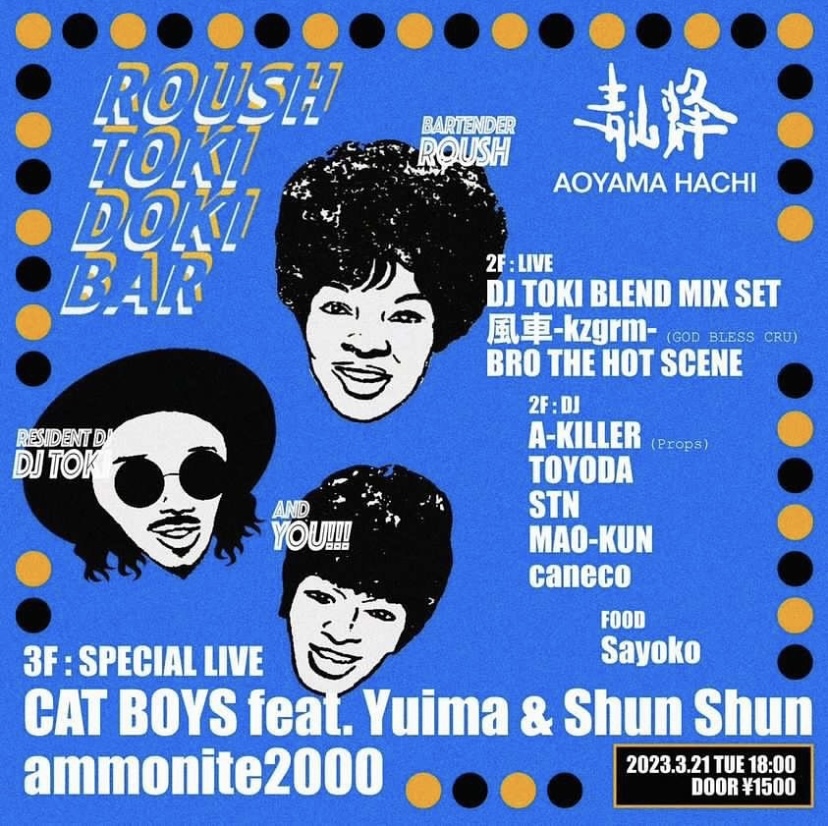 ROUSH
TOKI
DOKI
BAR
BARTENDER
ROUSH
青山蜂
AOYAMA HACHI
2F : LIVE
DJ TOKI BLEND MIX SET
風車-kzgrm- (GOD BLESS CRU)
BRO THE HOT SCENE
RESIDENT DJ
DJ TOKI
2F : DJ
A-KILLER (Props)
TOYODA
STN
MAO-KUN
caneco
AND
YOU!!!
FOOD
Sayoko
3F : SPECIAL LIVE
CAT BOYS feat. Yuima & Shun Shun
ammonite2000
2023.3.21 TUE 18:00
DOOR ¥1500